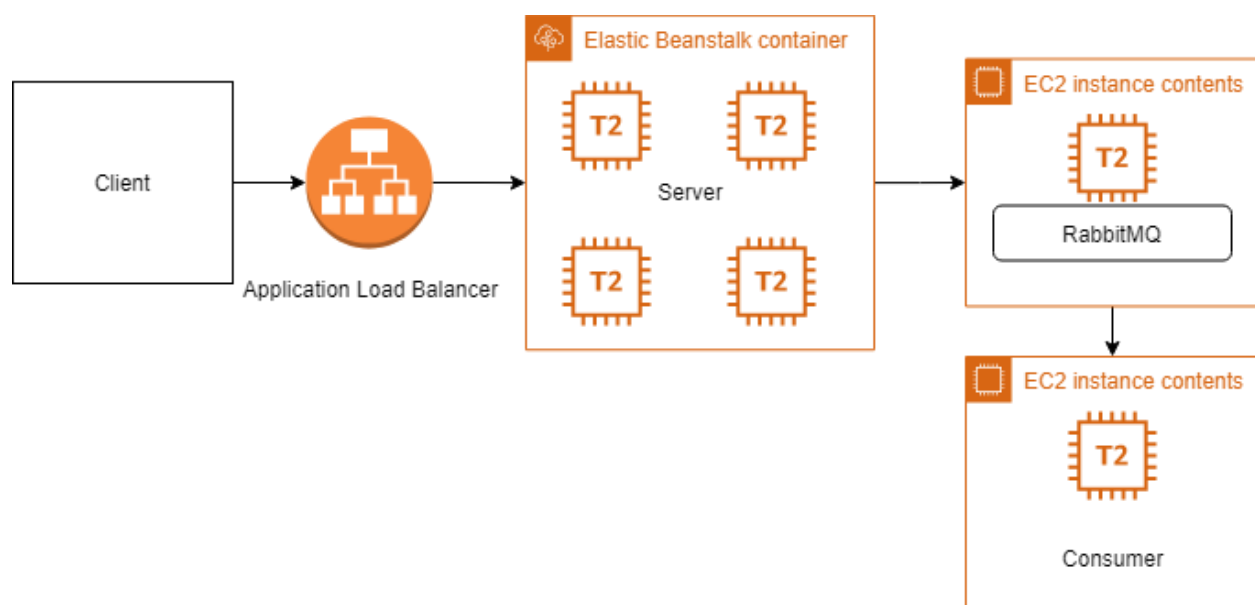 Elastic Beanstalk container
Client
Application Load Balancer
T2
T2
Server
T2
T2
EC2 instance contents
T2
RabbitMQ
EC2 instance contents
T2
Consumer